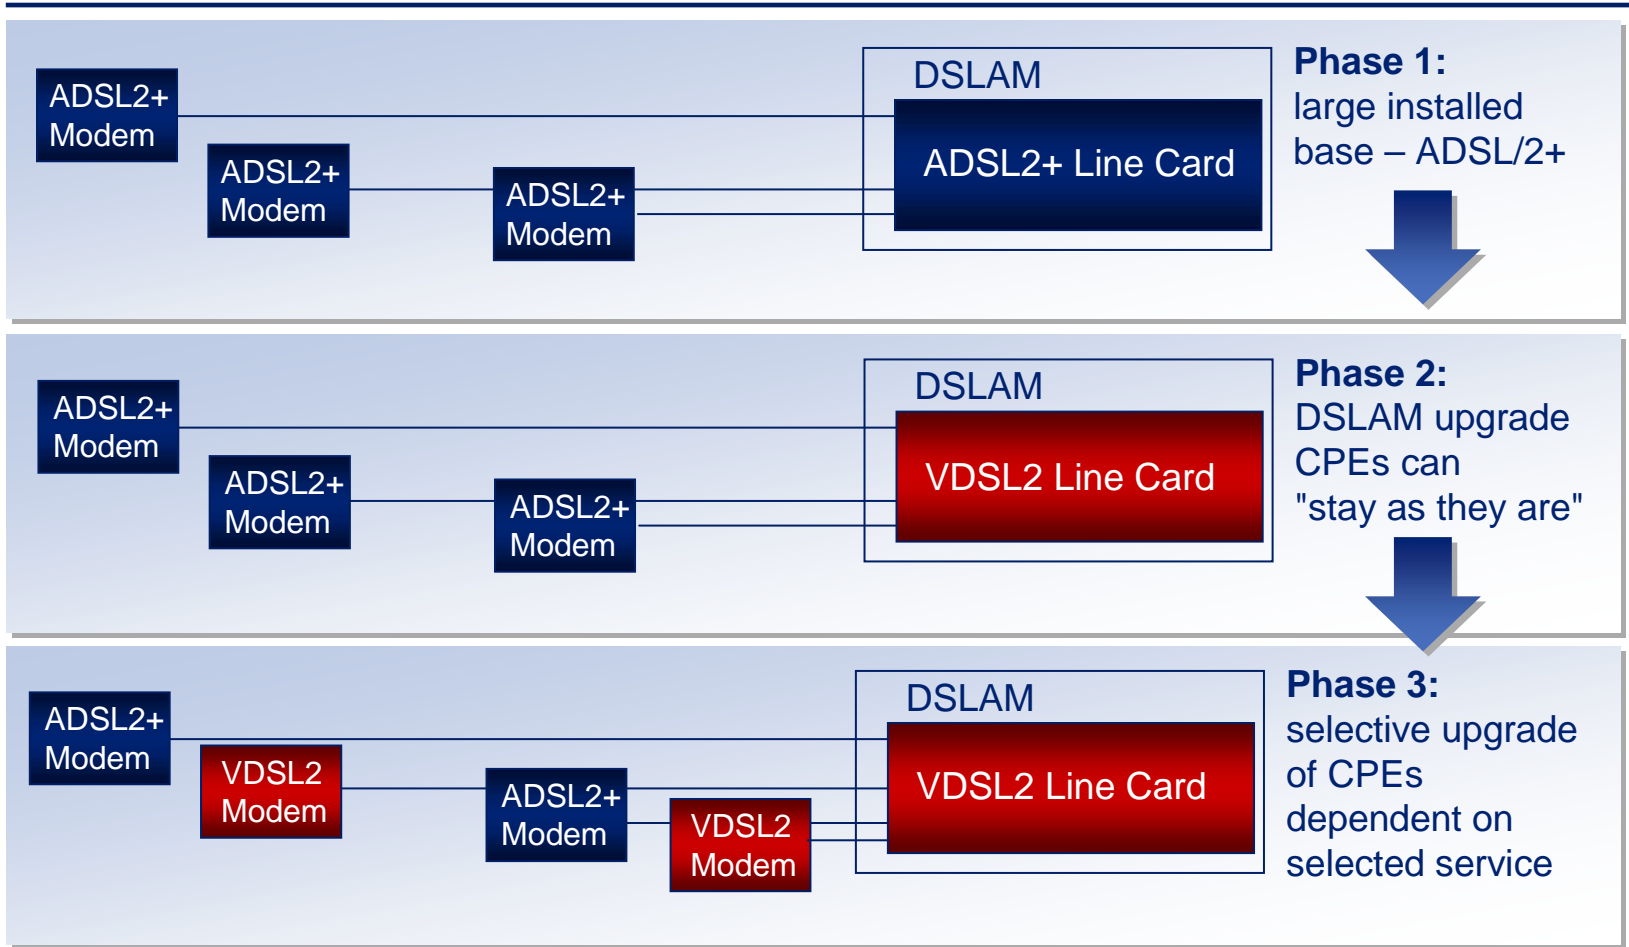 ADSL2+
Modem
ADSL2+
Modem
ADSL2+
Modem
DSLAM
ADSL2+ Line Card
Phase 1:
large installed
base – ADSL/2+
ADSL2+
Modem
ADSL2+
Modem
ADSL2+
Modem
DSLAM
VDSL2 Line Card
Phase 2:
DSLAM upgrade
CPEs can
"stay as they are"
ADSL2+
Modem
VDSL2
Modem
ADSL2+
Modem
VDSL2
Modem
DSLAM
VDSL2 Line Card
Phase 3:
selective upgrade
of CPEs
dependent on
selected service